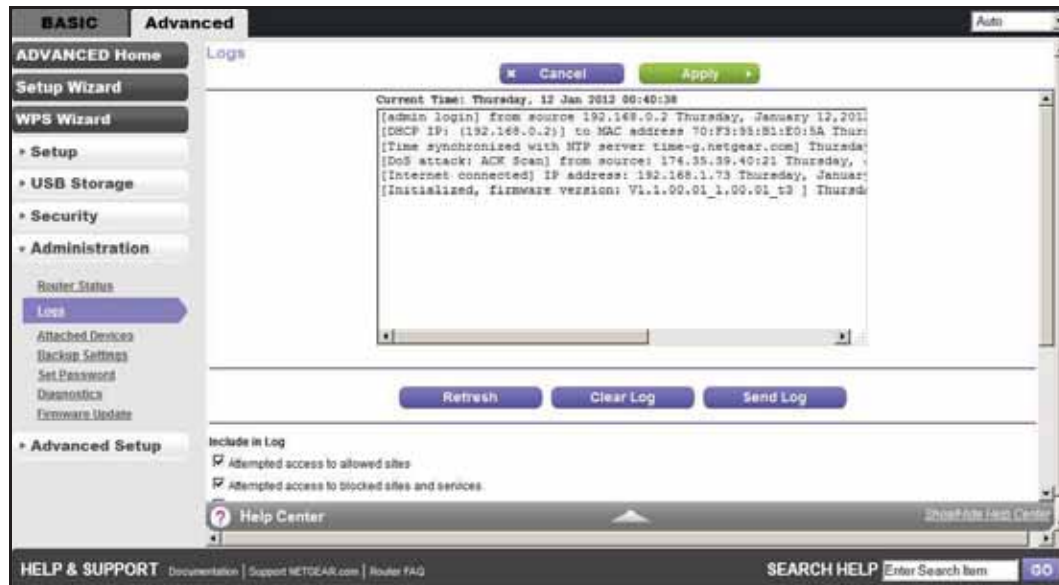 BASIC
Advanced
Auto
ADVANCED Home
Setup Wizard
WPS Wizard
Setup
USB Storage
Security
Administration
Router Status
Logs
Attached Devices
Backup Settings
Set Password
Diagnostics
Firmware Update
Advanced Setup
Logs
Cancel
Apply
Current Time: Thursday, 12 Jan 2012 00:40:38
[admin login] from source 192.168.0.2 Thursday, January 12,201
[DHCP IP: (192.168.0.2)] to MAC address 70:F3:95:B1:E0:5A Thur
[Time synchronized with NTP server time-g.netgear.com] Thursda
[DoS attack: ACK Scan] from source: 174.35.39.40:21 Thursday,
[Internet connected] IP address: 192.168.1.73 Thursday, Januar
[Initialized, firmware version: V1.1.00.01_1.00.01_t3 ] Thursd
Refresh
Clear Log
Send Log
Include in Log
Attempted access to allowed sites
Attempted access to blocked sites and services
Help Center
Show/Hide Help Center
HELP & SUPPORT Documentation | Support NETGEAR.com | Router FAQ
SEARCH HELP Enter Search Item GO